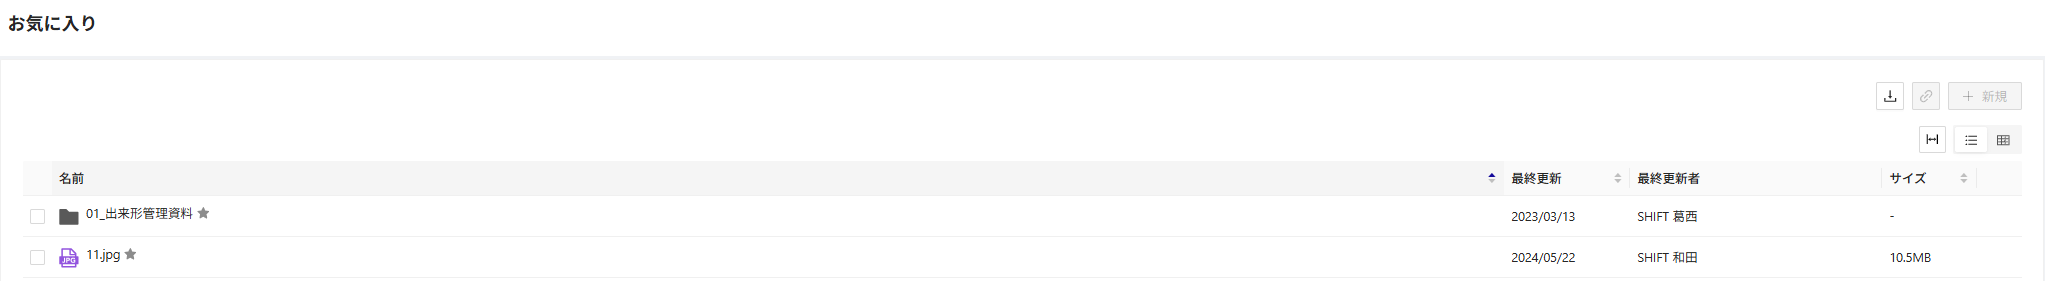 お気に入り
新規
名前 最終更新 最終更新者 サイズ
01_出来形管理資料 2023/03/13 SHIFT 葛西 -
JPG 11.jpg 2024/05/22 SHIFT 和田 10.5MB